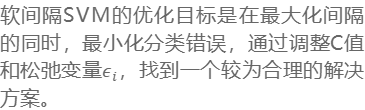 软间隔SVM的优化目标是在最大化间隔
的同时，最小化分类错误，通过调整C值
和松弛变量ϵᵢ，找到一个较为合理的解决
方案。